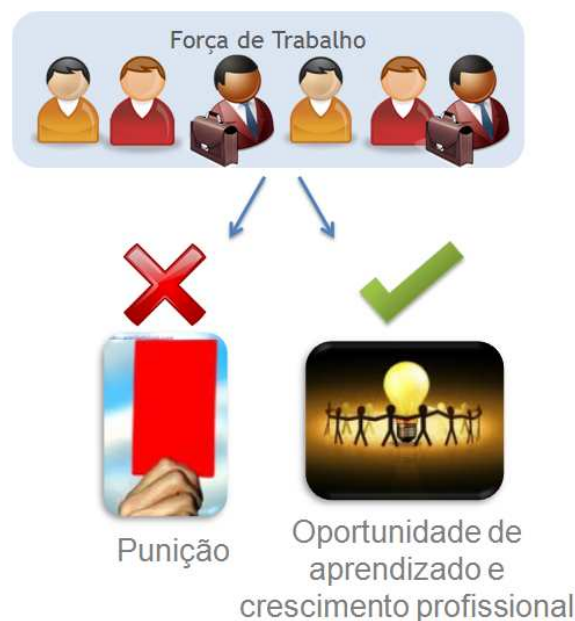 Força de Trabalho
Punição
Oportunidade de
aprendizado e
crescimento profissional